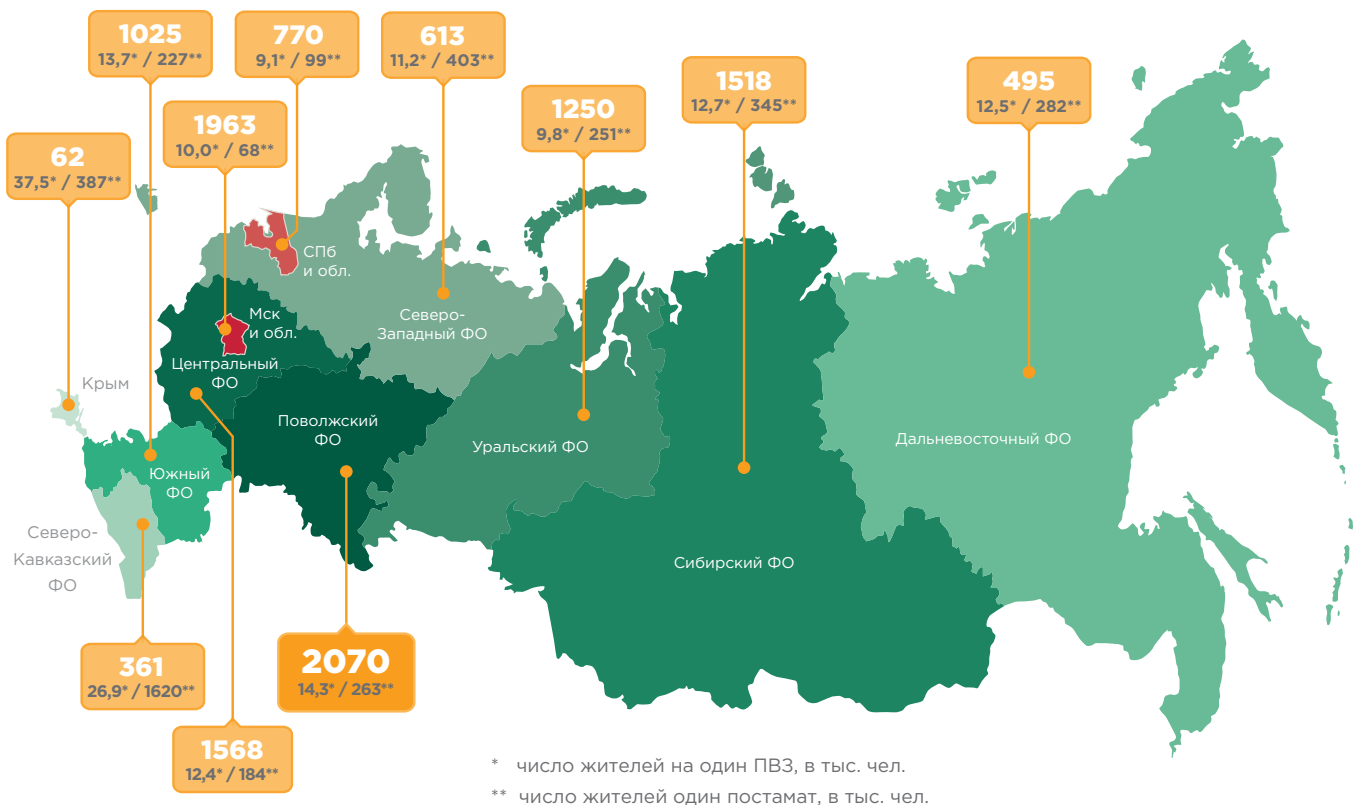 1025
13,7* / 227**
770
9,1* / 99**
613
11,2* / 403**
1518
12,7* / 345**
495
12,5* / 282**
1250
9,8* / 251**
1963
10,0* / 68**
62
37,5* / 387**
СПб
и обл.
Мск
и обл.
Северо-
Западный ФО
Центральный
ФО
Крым
Поволжский
ФО
Уральский ФО
Дальневосточный ФО
Южный
ФО
Северо-
Кавказский
ФО
Сибирский ФО
361
26,9* / 1620**
2070
14,3* / 263**
1568
12,4* / 184**
* число жителей на один ПВЗ, в тыс. чел.
** число жителей один постамат, в тыс. чел.